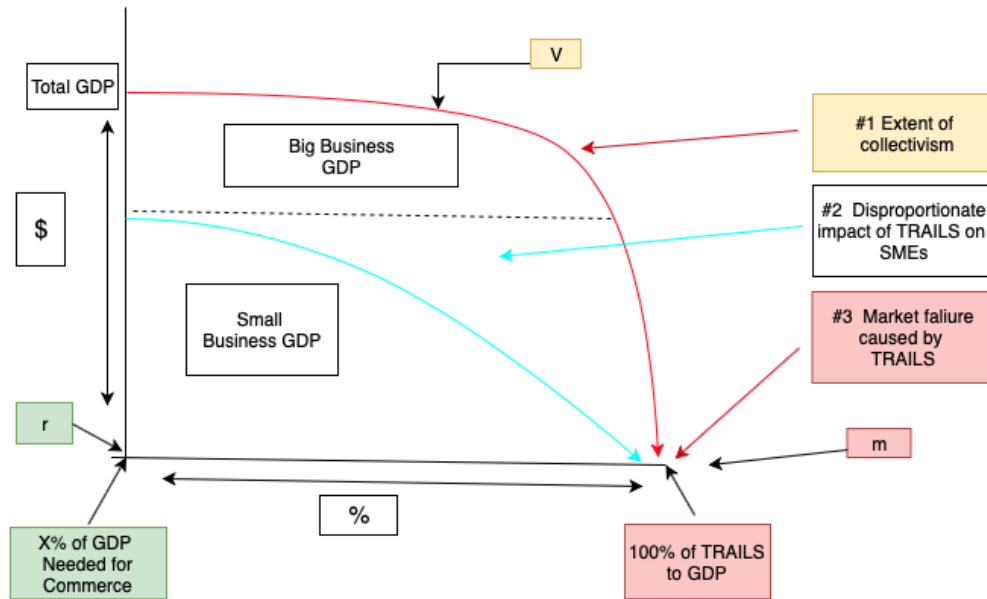 V
Total GDP
Big Business
GDP
#1 Extent of
collectivism
$
#2 Disproportionate
impact of TRAILS on
SMEs
Small
Business GDP
#3 Market faliure
caused by
TRAILS
r
m
%
X% of GDP
Needed for
Commerce
100% of TRAILS
to GDP